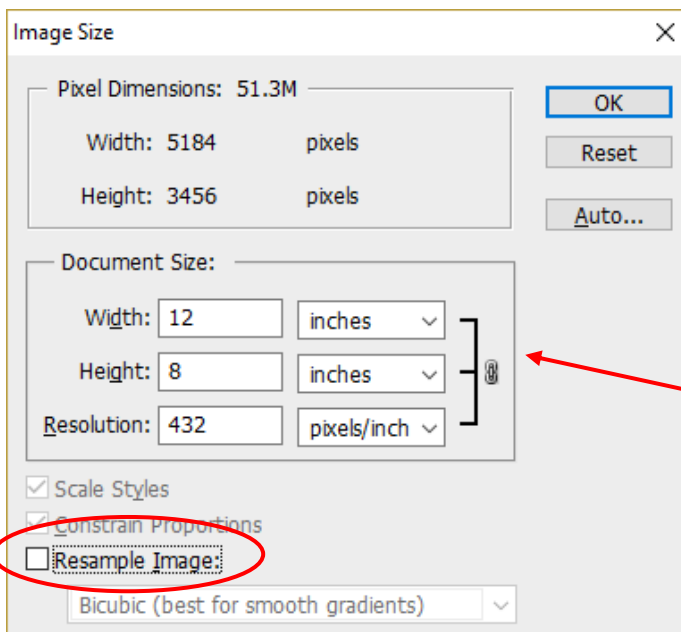 Image Size
Pixel Dimensions: 51.3M
Width: 5184 pixels
Height: 3456 pixels
OK
Reset
Auto...
Document Size:
Width: 12 inches
Height: 8 inches
Resolution: 432 pixels/inch
Scale Styles
Constrain Proportions
Resample Image:
Bicubic (best for smooth gradients)